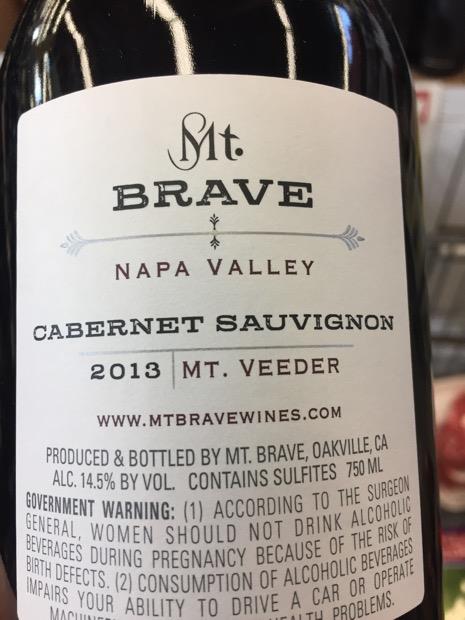 Mt.
BRAVE
NAPA VALLEY
CABERNET SAUVIGNON
2013 | MT. VEEDER
WWW.MTBRAVEWINES.COM
PRODUCED & BOTTLED BY MT. BRAVE, OAKVILLE, CA
ALC. 14.5% BY VOL. CONTAINS SULFITES 750 ML
GOVERNMENT WARNING: (1) ACCORDING TO THE SURGEON
GENERAL, WOMEN SHOULD NOT DRINK ALCOHOLIC
BEVERAGES DURING PREGNANCY BECAUSE OF THE RISK OF
BIRTH DEFECTS. (2) CONSUMPTION OF ALCOHOLIC BEVERAGES
IMPAIRS YOUR ABILITY TO DRIVE A CAR OR OPERATE
HEALTH PROBLEMS.